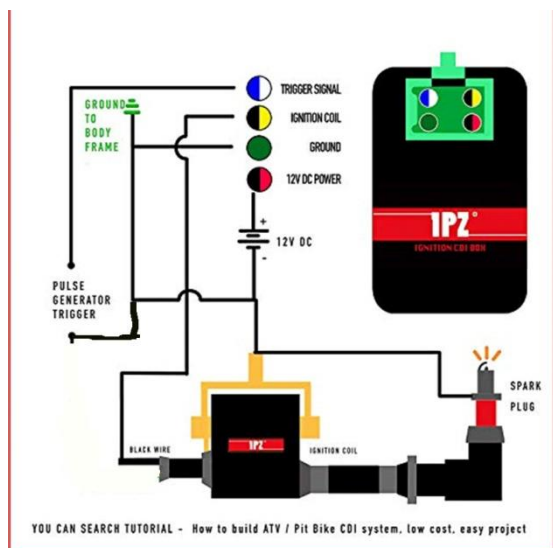 TRIGGER SIGNAL
GROUND
TO
BODY
FRAME
IGNITION COIL
GROUND
12V DC POWER
+
12V DC
-
1PZ®
IGNITION CDI BOX
PULSE
GENERATOR
TRIGGER
SPARK
PLUG
BLACK WIRE
1PZ
IGNITION COIL
YOU CAN SEARCH TUTORIAL - How to build ATV / Pit Bike CDI system, low cost, easy project